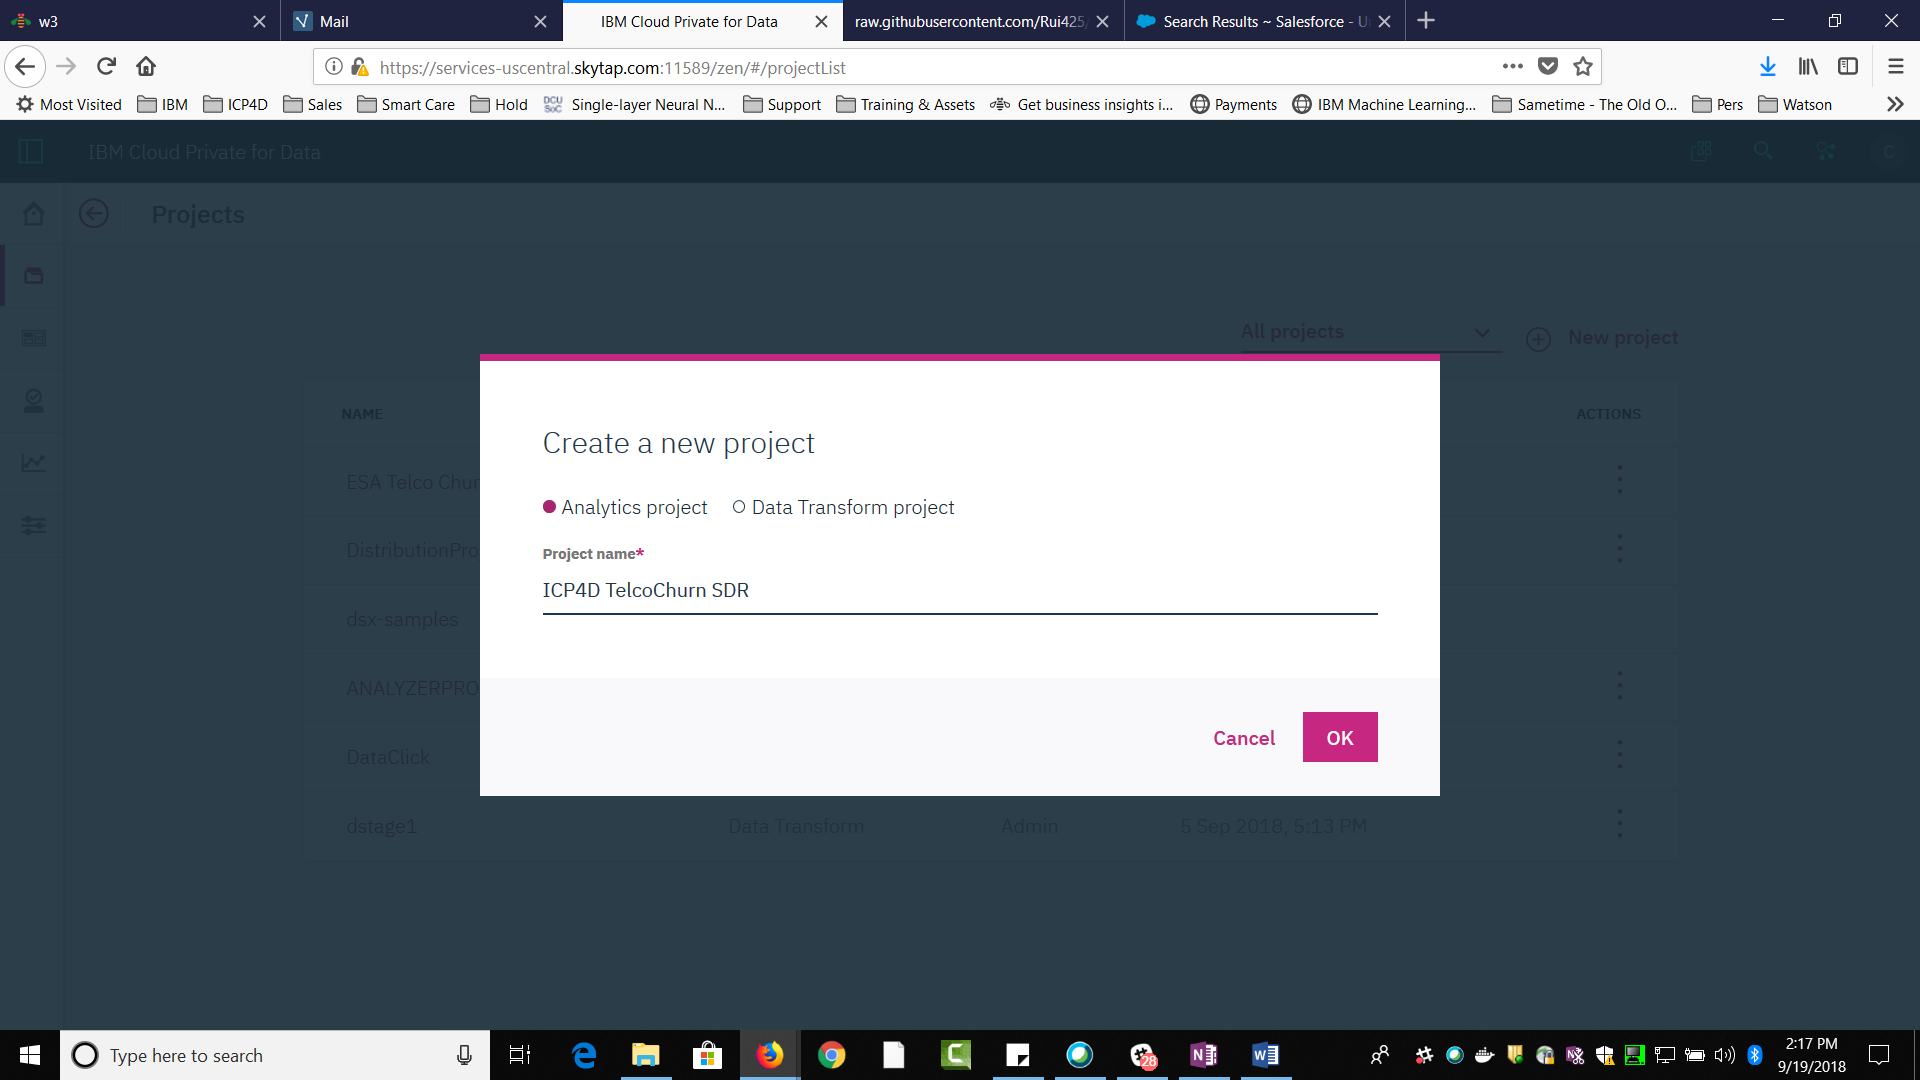 w3
Mail
IBM Cloud Private for Data
raw.githubusercontent.com/Rui425
Search Results ~ Salesforce - U
https://services-uscentral.skytap.com:11589/zen/#/projectList
Most Visited
IBM
ICP4D
Sales
Smart Care
Hold
DCU SoC
Single-layer Neural N...
Support
Training & Assets
Get business insights i...
Payments
IBM Machine Learning...
Sametime - The Old O...
Pers
Watson
IBM Cloud Private for Data
C
Projects
All projects
New project
NAME
ACTIONS
ESA Telco Chur
DistributionPro
dsx-samples
ANALYZERPRO
DataClick
dstage1 Data Transform Admin 5 Sep 2018, 5:13 PM
Create a new project
Analytics project
Data Transform project
Project name*
ICP4D TelcoChurn SDR
Cancel
OK
Type here to search
28
2:17 PM
9/19/2018